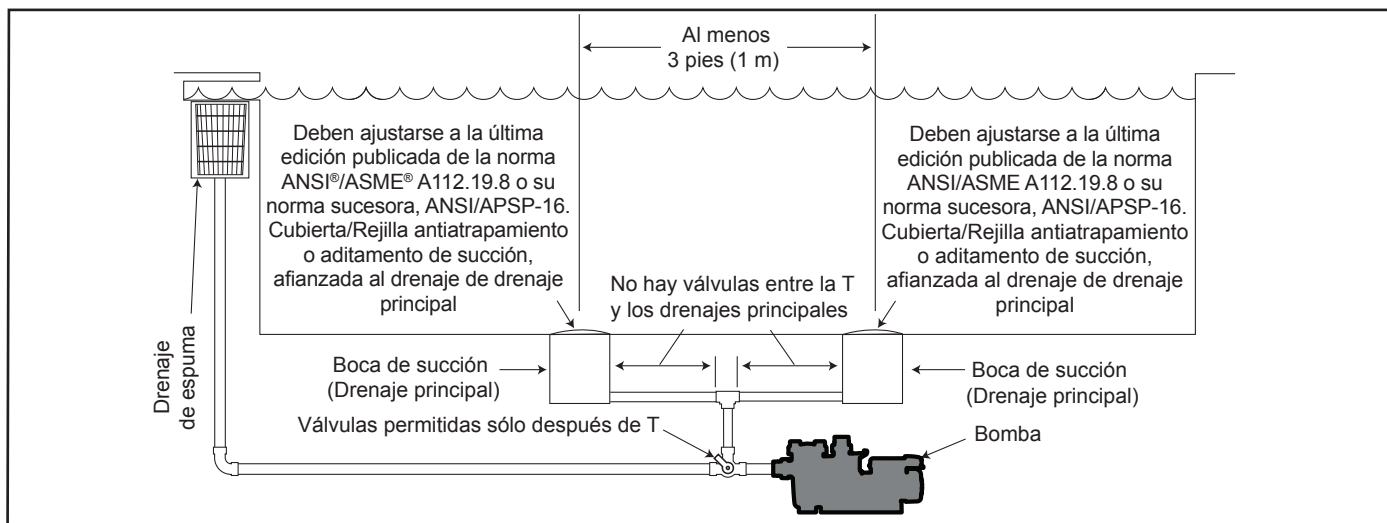 Al menos
3 pies (1 m)
Deben ajustarse a la última
edición publicada de la norma
ANSI®/ASME® A112.19.8 o su
norma sucesora, ANSI/APSP-16.
Cubierta/Rejilla antiatrapamiento
o aditamento de succión,
afianzada al drenaje de drenaje
principal
Deben ajustarse a la última
edición publicada de la norma
ANSI/ASME A112.19.8 o su
norma sucesora, ANSI/APSP-16.
Cubierta/Rejilla antiatrapamiento
o aditamento de succión,
afianzada al drenaje de drenaje
principal
No hay válvulas entre la T
y los drenajes principales
Drenaje
de espuma
Boca de succión
(Drenaje principal)
Boca de succión
(Drenaje principal)
Válvulas permitidas sólo después de T
Bomba